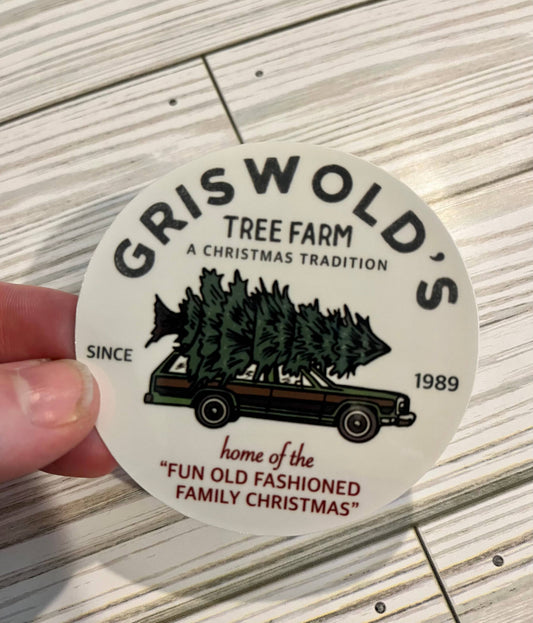 GRISWOLD'S
TREE FARM
A CHRISTMAS TRADITION
SINCE
1989
home of the
“FUN OLD FASHIONED
FAMILY CHRISTMAS”